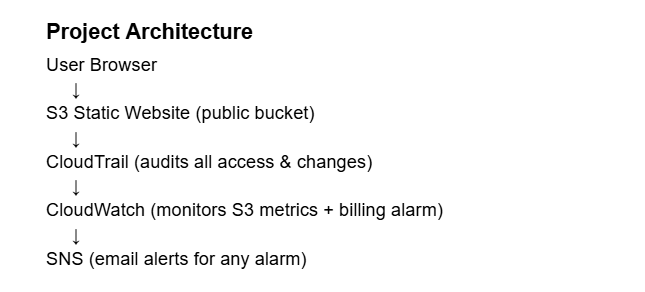 Project Architecture
User Browser
↓
S3 Static Website (public bucket)
↓
CloudTrail (audits all access & changes)
↓
CloudWatch (monitors S3 metrics + billing alarm)
↓
SNS (email alerts for any alarm)